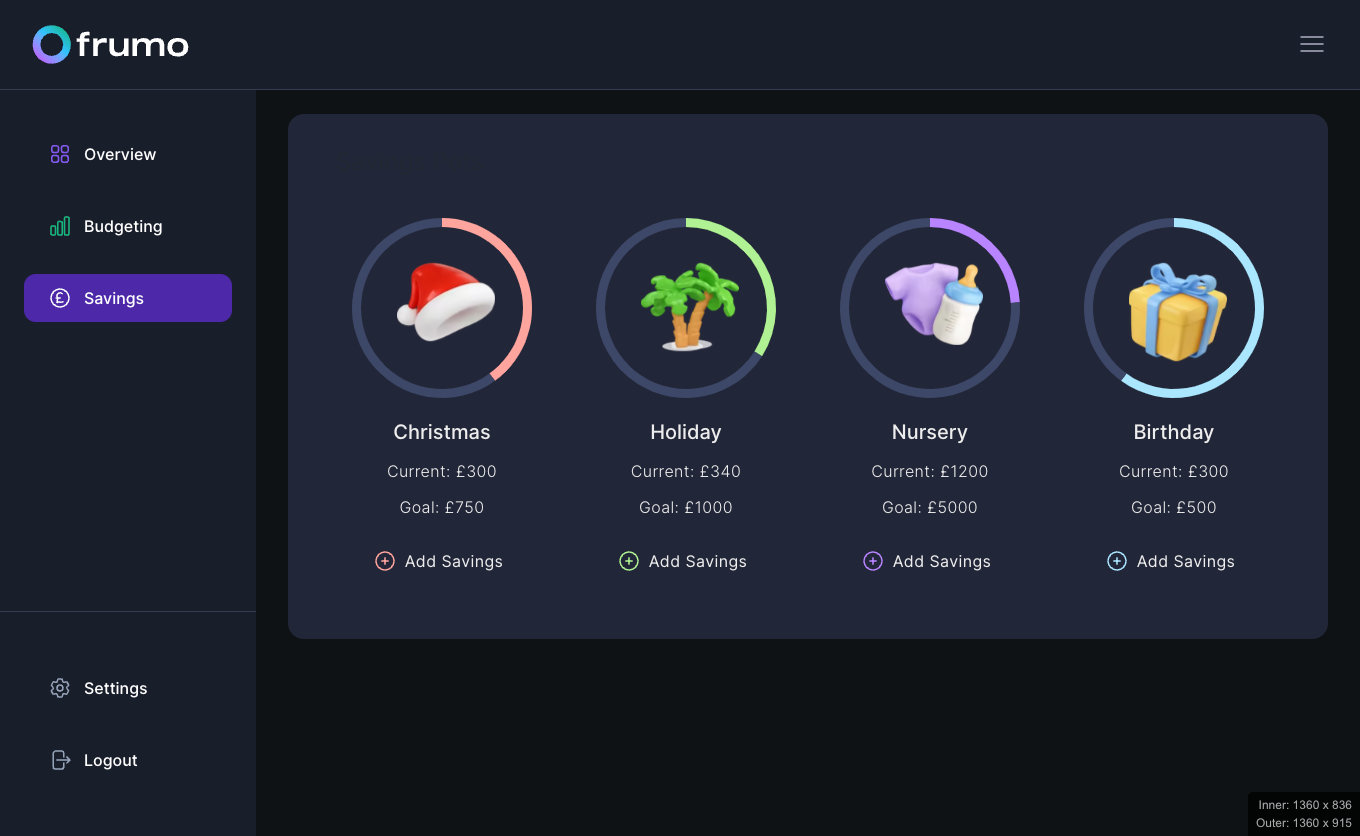 frumo
Overview
Budgeting
Savings
Settings
Logout
Christmas
Current: £300
Goal: £750
Add Savings
Holiday
Current: £340
Goal: £1000
Add Savings
Nursery
Current: £1200
Goal: £5000
Add Savings
Birthday
Current: £300
Goal: £500
Add Savings
Inner: 1360 x 836
Outer: 1360 x 915